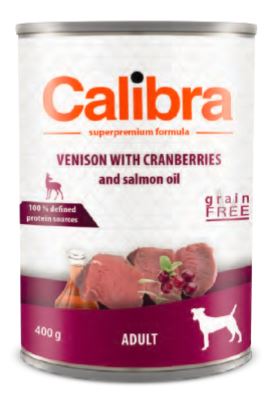 Calibra
superpremium formula
VENISON WITH CRANBERRIES
and salmon oil
100 % defined
protein sources
grain
FREE
400 g
ADULT